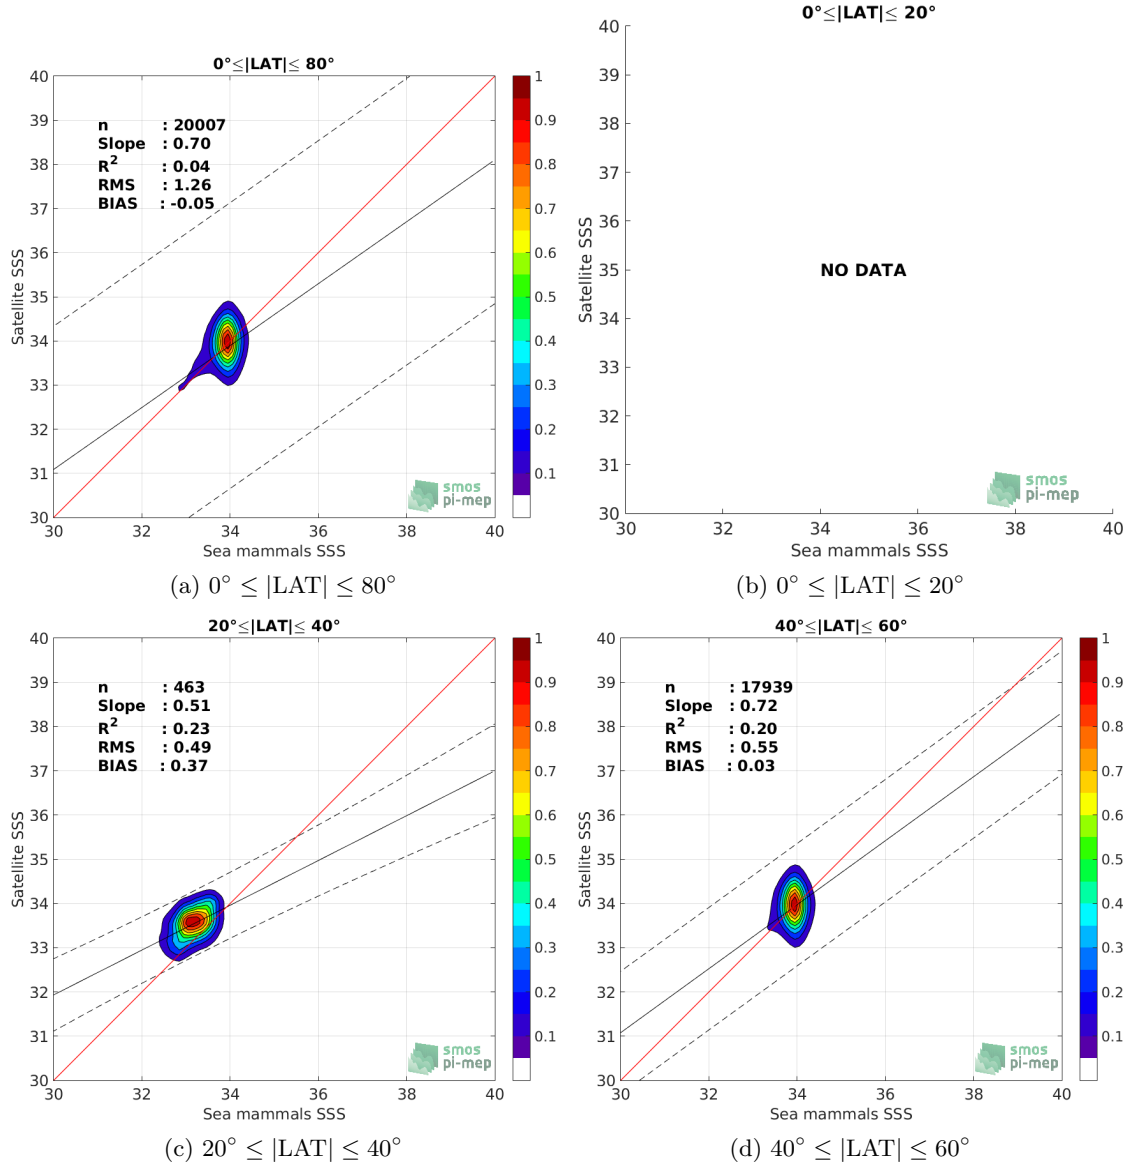 0°≤|LAT|≤ 80°
40
39
38
37
36
35
34
33
32
31
30
30
32
34
36
38
40
Satellite SSS
Sea mammals SSS
n : 20007
Slope : 0.70
R2 : 0.04
RMS : 1.26
BIAS : -0.05
1
0.9
0.8
0.7
0.6
0.5
0.4
0.3
0.2
0.1
smos
pi-mep
(a) 0° ≤ |LAT| ≤ 80°
0°≤|LAT|≤ 20°
40
39
38
37
36
35
34
33
32
31
30
30
32
34
36
38
40
Satellite SSS
Sea mammals SSS
NO DATA
smos
pi-mep
(b) 0° ≤ |LAT| ≤ 20°
20°≤|LAT|≤ 40°
40
39
38
37
36
35
34
33
32
31
30
30
32
34
36
38
40
Satellite SSS
Sea mammals SSS
n : 463
Slope : 0.51
R2 : 0.23
RMS : 0.49
BIAS : 0.37
1
0.9
0.8
0.7
0.6
0.5
0.4
0.3
0.2
0.1
smos
pi-mep
(c) 20° ≤ |LAT| ≤ 40°
40°≤|LAT|≤ 60°
40
39
38
37
36
35
34
33
32
31
30
30
32
34
36
38
40
Satellite SSS
Sea mammals SSS
n : 17939
Slope : 0.72
R2 : 0.20
RMS : 0.55
BIAS : 0.03
1
0.9
0.8
0.7
0.6
0.5
0.4
0.3
0.2
0.1
smos
pi-mep
(d) 40° ≤ |LAT| ≤ 60°